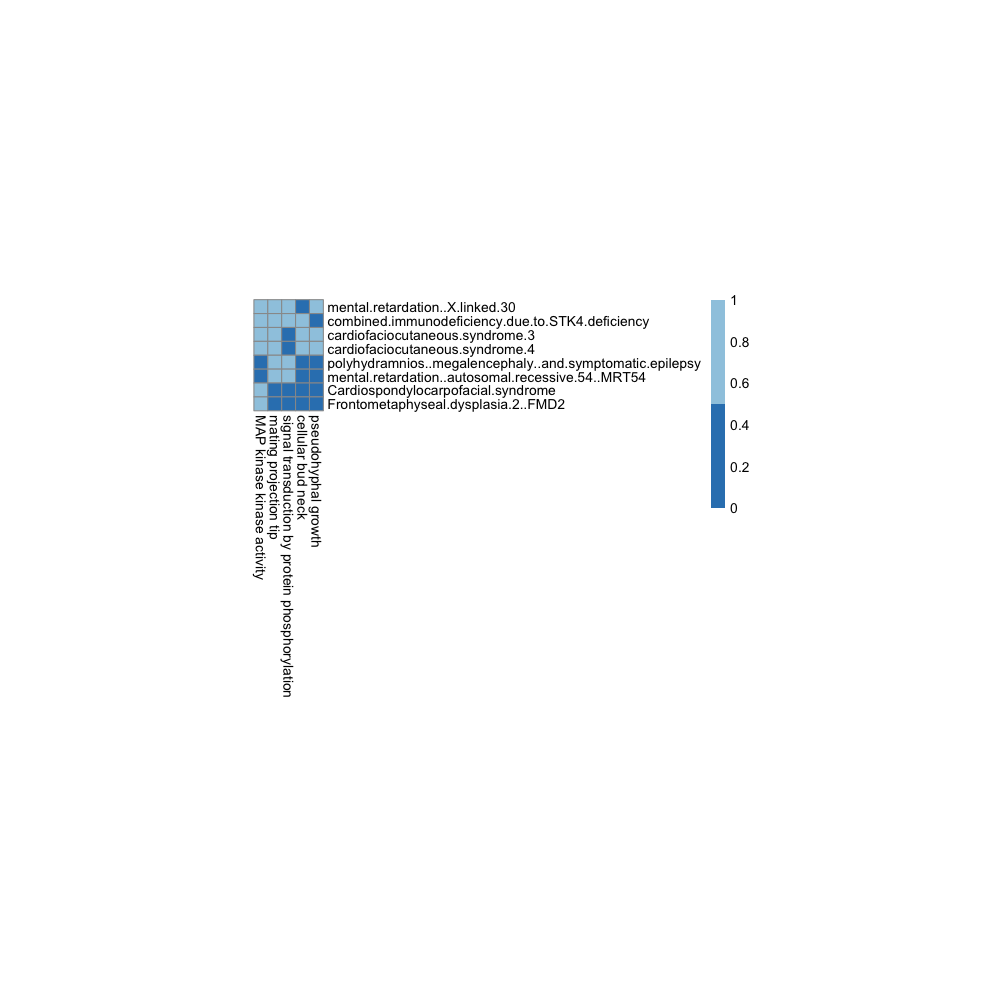 mental.retardation..X.linked.30
combined.immunodeficiency.due.to.STK4.deficiency
cardiofaciocutaneous.syndrome.3
cardiofaciocutaneous.syndrome.4
polyhydramnios..megalencephaly..and.symptomatic.epilepsy
mental.retardation..autosomal.recessive.54..MRT54
Cardiospondylocarpofacial.syndrome
Frontometaphyseal.dysplasia.2..FMD2
MAP kinase kinase activity
mating projection tip
signal transduction by protein phosphorylation
cellular bud neck
pseudohyphal growth
1
0.8
0.6
0.4
0.2
0